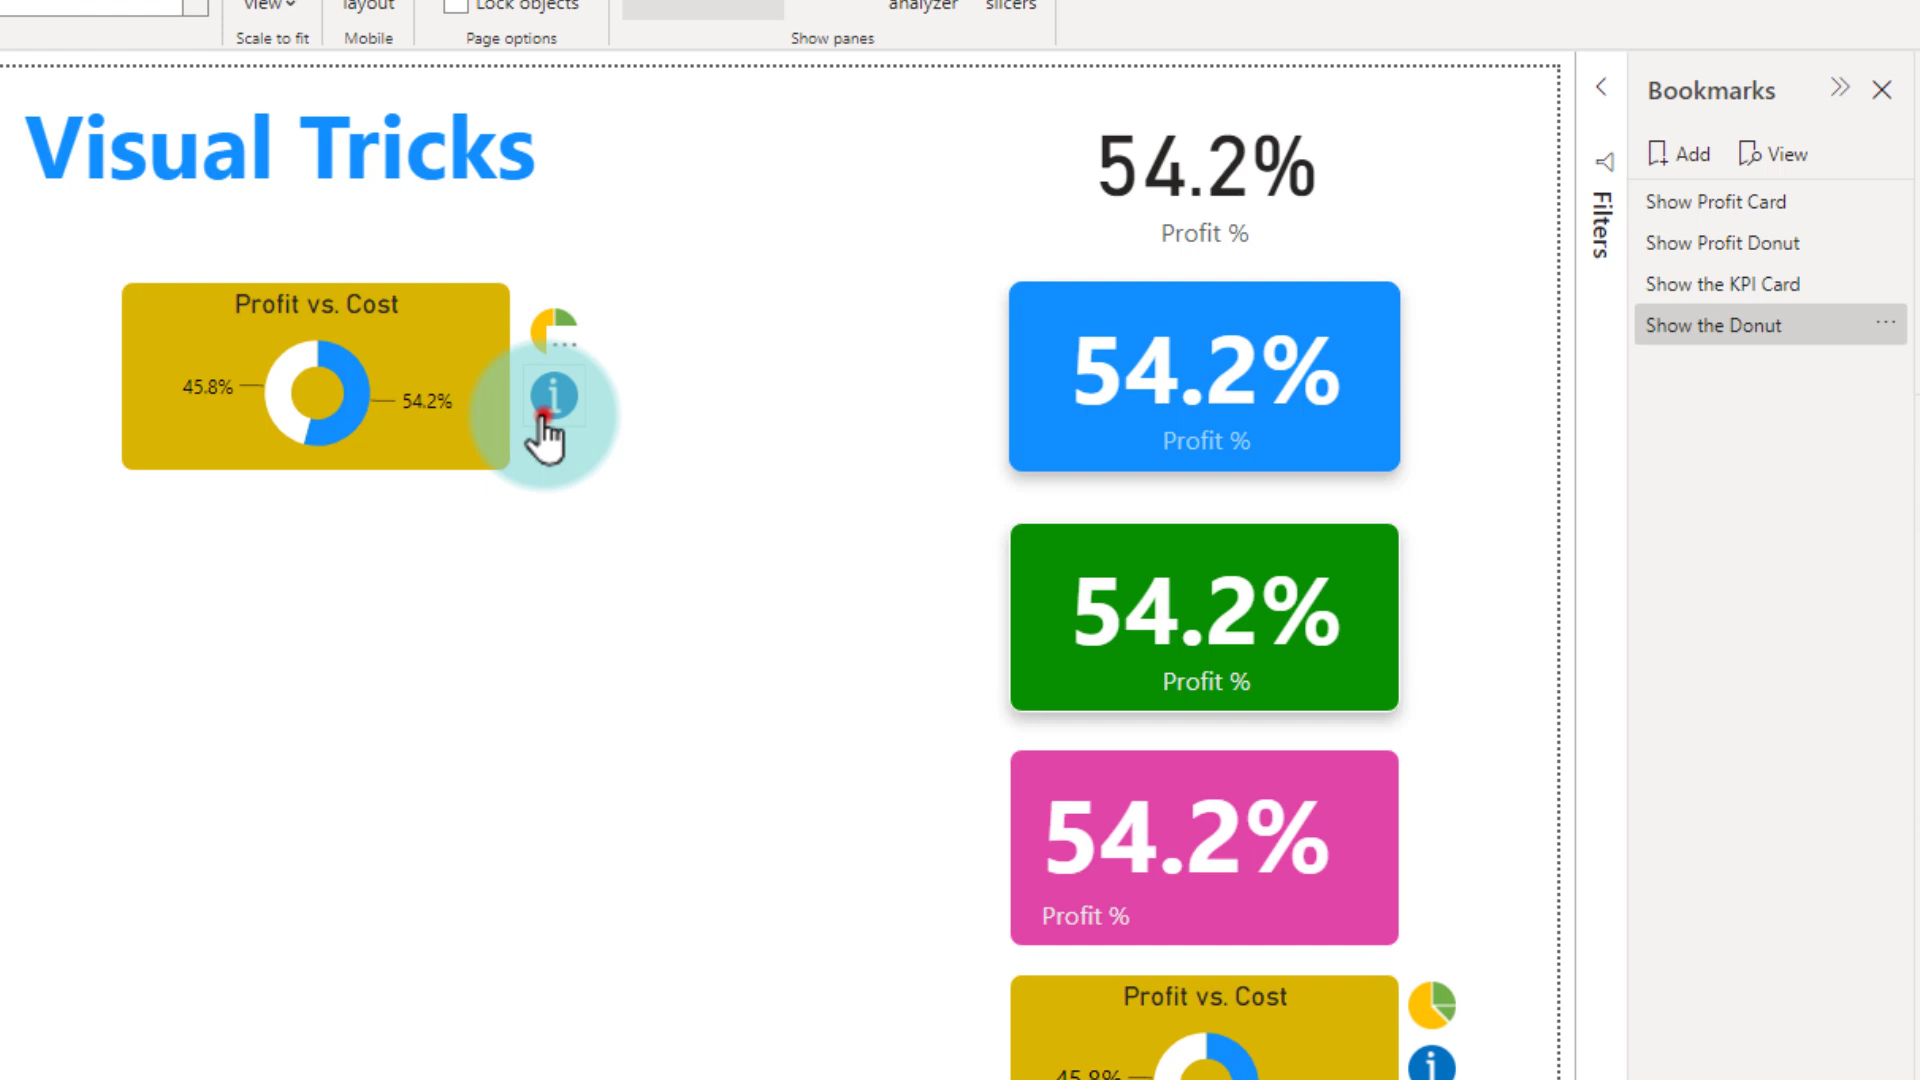 View
layout
Lock objects
analyzer
slicers
Scale to fit
Mobile
Page options
Show panes
Visual Tricks
54.2%
Profit %
Profit vs. Cost
45.8%
54.2%
54.2%
Profit %
54.2%
Profit %
54.2%
Profit %
Profit vs. Cost
45.8%
Filters
Bookmarks
Add View
Show Profit Card
Show Profit Donut
Show the KPI Card
Show the Donut